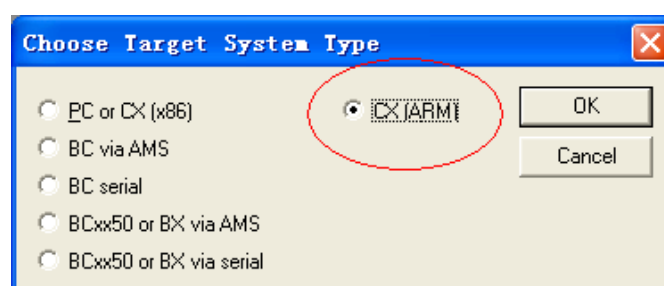 Choose Target System Type
PC or CX (x86)
CX (ARM)
OK
BC via AMS
Cancel
BC serial
BCxx50 or BX via AMS
BCxx50 or BX via serial